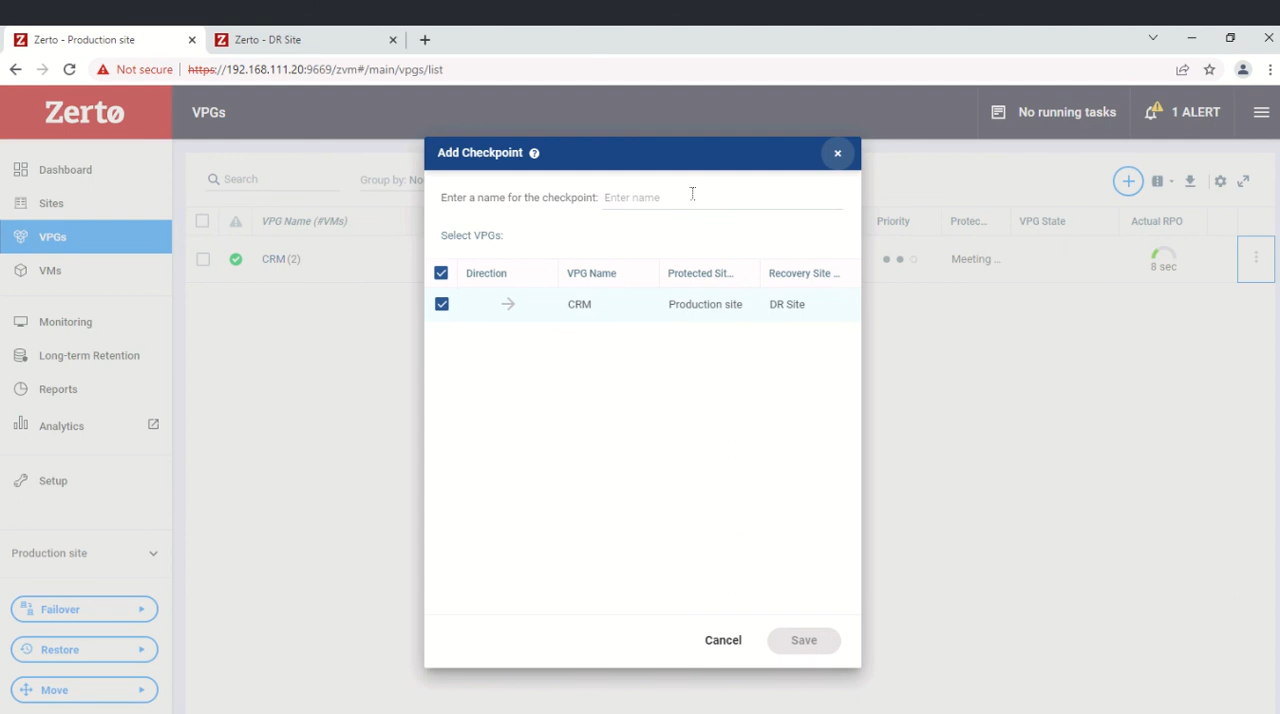 Zerto - Production site
Zerto - DR Site
Not secure
https://192.168.111.20:9669/zvm#/main/vpgs/list
Zerto
VPGs
No running tasks
1 ALERT
Dashboard
Sites
VPGs
VMs
Monitoring
Long-term Retention
Reports
Analytics
Setup
Production site
Failover
Restore
Move
Search
Group by: No
VPG Name (#VMs)
Priority
Protec...
VPG State
Actual RPO
CRM (2)
Meeting ...
8 sec
Add Checkpoint
Enter a name for the checkpoint: Enter name
Select VPGs:
Direction
VPG Name
Protected Sit...
Recovery Site ...
CRM
Production site
DR Site
Cancel
Save